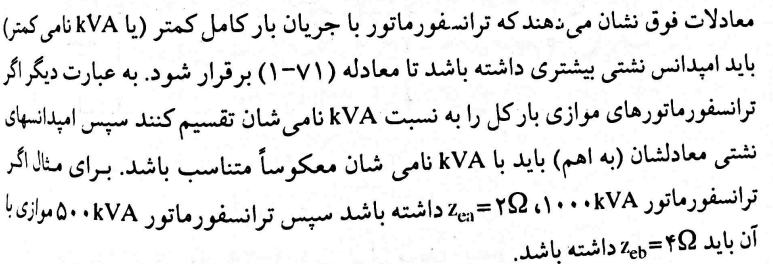 معادلات فوق نشان می‌دهند که ترانسفورماتور با جریان بار کامل کمتر (یا kVA نامی کمتر)
باید امپدانس نشتی بیشتری داشته باشد تا معادله (۷۱-۱) برقرار شود. به عبارت دیگر اگر
ترانسفورماتورهای موازی بار کل را به نسبت kVA نامی شان تقسیم کنند سپس امپدانسهای
نشتی معادلشان (به اهم) باید با kVA نامی شان معکوساً متناسب باشد. برای مثال اگر
ترانسفورماتور ۱۰۰۰kVA، zea=۲Ω داشته باشد سپس ترانسفورماتور ۵۰۰kVA موازی با
آن باید zeb=۴Ω داشته باشد.